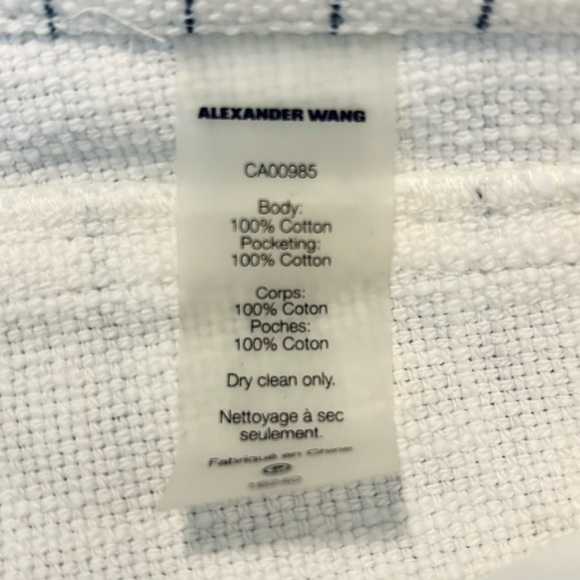 ALEXANDER WANG
CA00985
Body:
100% Cotton
Pocketing:
100% Cotton
Corps:
100% Coton
Poches:
100% Coton
Dry clean only.
Nettoyage à sec
seulement.
Fabriqué en Chine